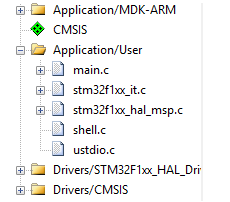 Application/MDK-ARM
CMSIS
Application/User
main.c
stm32f1xx_it.c
stm32f1xx_hal_msp.c
shell.c
ustdio.c
Drivers/STM32F1xx_HAL_Dri
Drivers/CMSIS